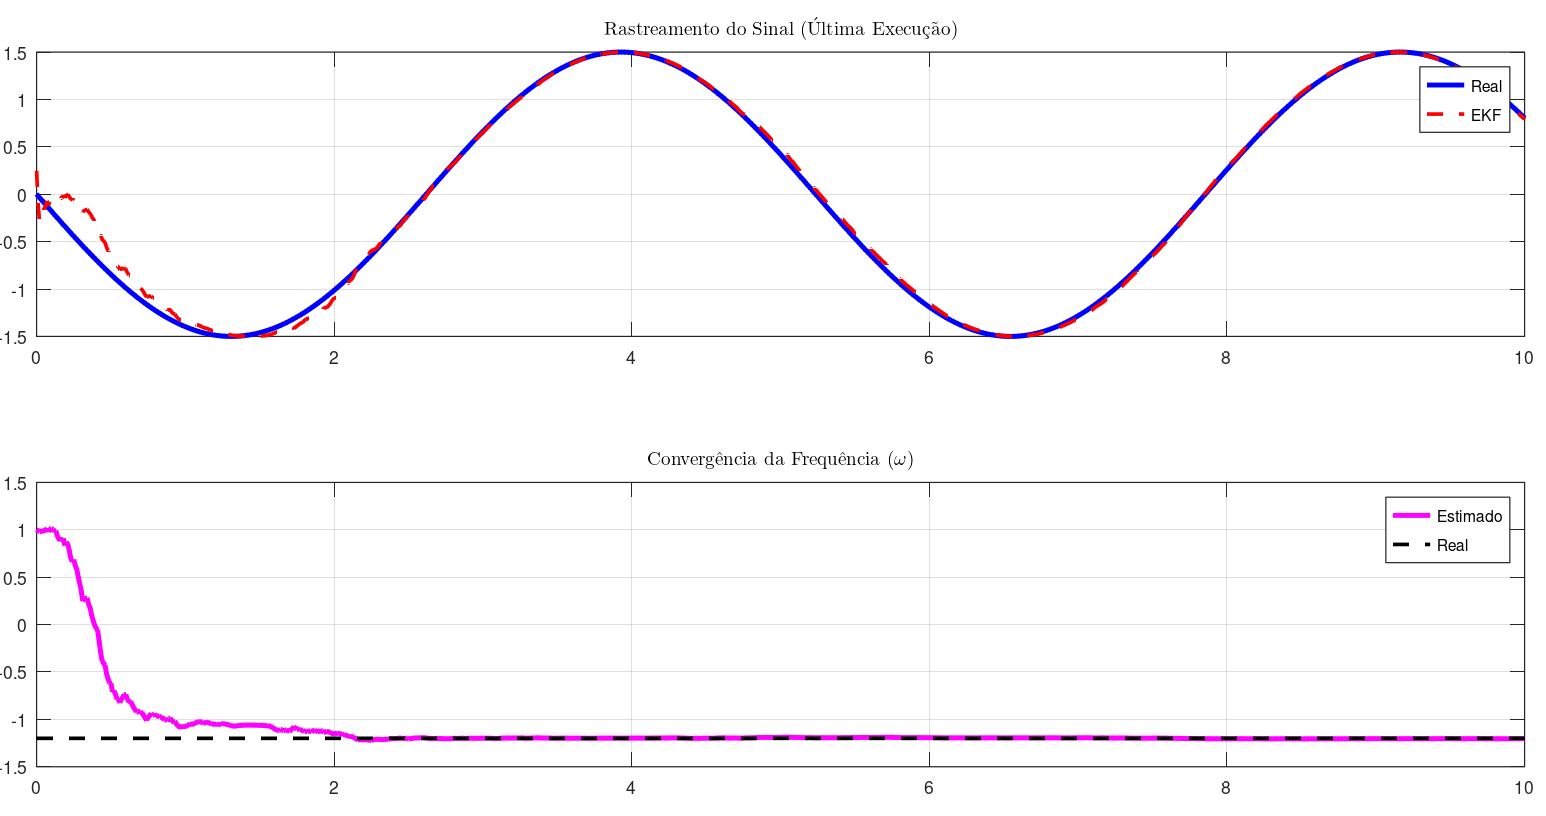 Rastreamento do Sinal (Última Execução)
1.5
1
0.5
0
-0.5
-1
-1.5
0 2 4 6 8 10
Real
EKF
Convergência da Frequência (ω)
1.5
1
0.5
0
-0.5
-1
-1.5
0 2 4 6 8 10
Estimado
Real